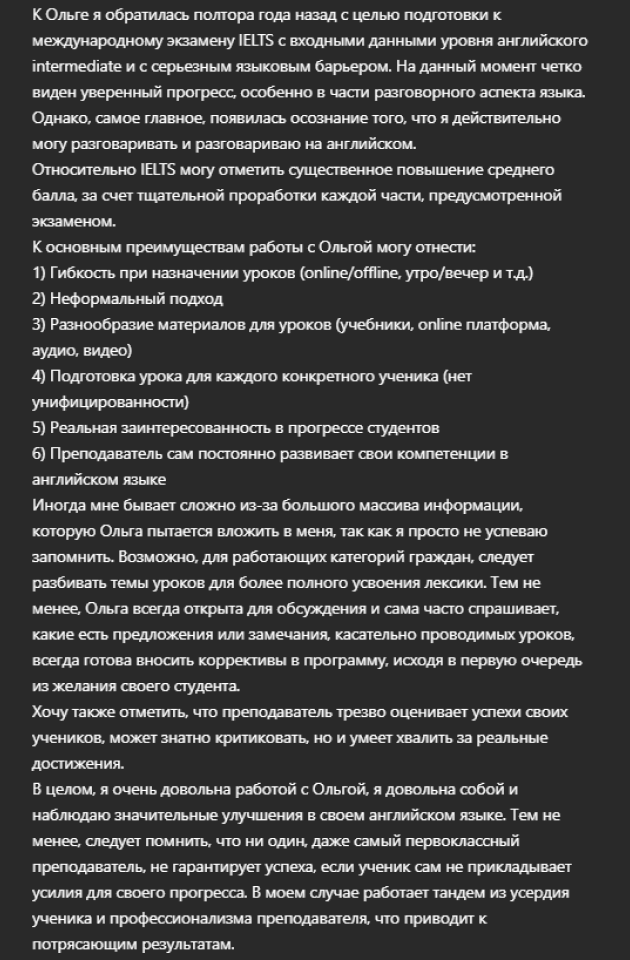 К Ольге я обратилась полтора года назад с целью подготовки к
международному экзамену IELTS с входными данными уровня английского
intermediate и с серьезным языковым барьером. На данный момент четко
виден уверенный прогресс, особенно в части разговорного аспекта языка.
Однако, самое главное, появилась осознание того, что я действительно
могу разговаривать и разговариваю на английском.
Относительно IELTS могу отметить существенное повышение среднего
балла, за счет тщательной проработки каждой части, предусмотренной
экзаменом.
К основным преимуществам работы с Ольгой могу отнести:
1) Гибкость при назначении уроков (online/offline, утро/вечер и т.д.)
2) Неформальный подход
3) Разнообразие материалов для уроков (учебники, online платформа,
аудио, видео)
4) Подготовка урока для каждого конкретного ученика (нет
унифицированности)
5) Реальная заинтересованность в прогрессе студентов
6) Преподаватель сам постоянно развивает свои компетенции в
английском языке
Иногда мне бывает сложно из-за большого массива информации,
которую Ольга пытается вложить в меня, так как я просто не успеваю
запомнить. Возможно, для работающих категорий граждан, следует
разбивать темы уроков для более полного усвоения лексики. Тем не
менее, Ольга всегда открыта для обсуждения и сама часто спрашивает,
какие есть предложения или замечания, касательно проводимых уроков,
всегда готова вносить коррективы в программу, исходя в первую очередь
из желания своего студента.
Хочу также отметить, что преподаватель трезво оценивает успехи своих
учеников, может знатно критиковать, но и умеет хвалить за реальные
достижения.
В целом, я очень довольна работой с Ольгой, я довольна собой и
наблюдаю значительные улучшения в своем английском языке. Тем не
менее, следует помнить, что ни один, даже самый первоклассный
преподаватель, не гарантирует успеха, если ученик сам не прикладывает
усилия для своего прогресса. В моем случае работает тандем из усердия
ученика и профессионализма преподавателя, что приводит к
потрясающим результатам.